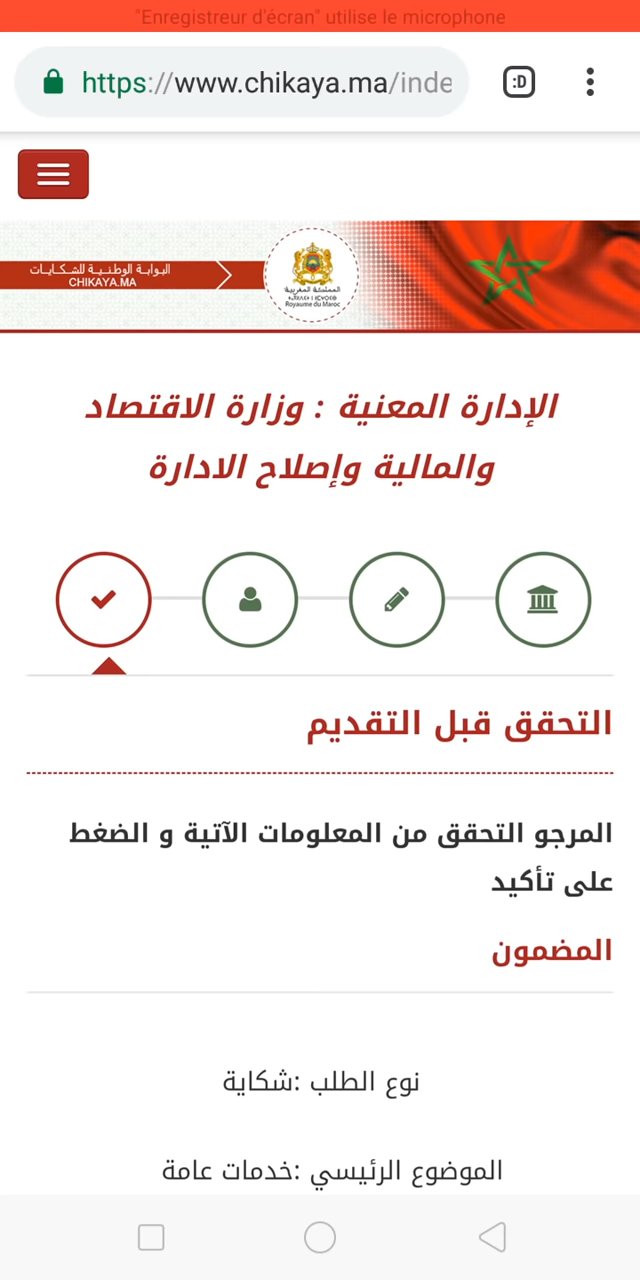 "Enregistreur d'écran" utilise le microphone
https://www.chikaya.ma/inde
:D
البوابة الوطنية للشكايات
CHIKAYA.MA
المملكة المغربية
Royaume du Maroc
الإدارة المعنية : وزارة الاقتصاد
والمالية وإصلاح الادارة
التحقق قبل التقديم
المرجو التحقق من المعلومات الآتية و الضغط
على تأكيد
المضمون
نوع الطلب :شكاية
الموضوع الرئيسي :خدمات عامة